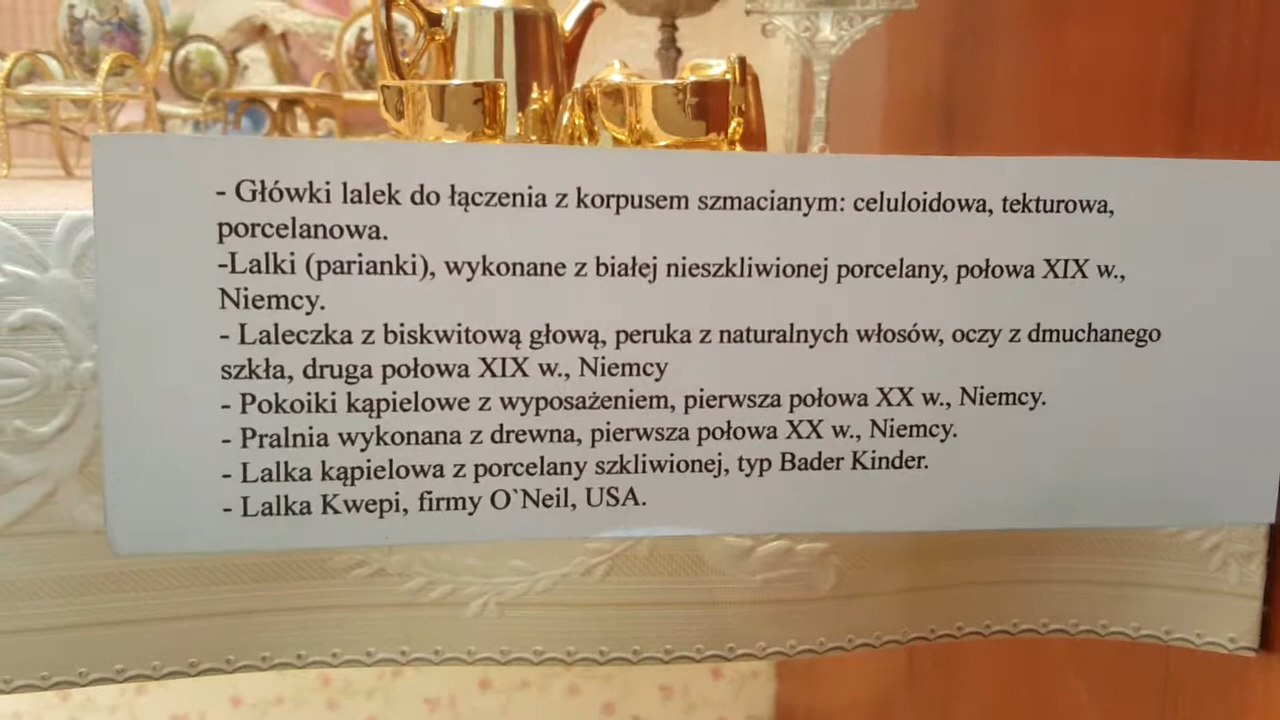 - Główki lalek do łączenia z korpusem szmacianym: celuloidowa, tekturowa,
porcelanowa.
-Lalki (parianki), wykonane z białej nieszkliwionej porcelany, połowa XIX w.,
Niemcy.
- Laleczka z biskwitową głową, peruka z naturalnych włosów, oczy z dmuchanego
szkła, druga połowa XIX w., Niemcy
- Pokoiki kąpielowe z wyposażeniem, pierwsza połowa XX w., Niemcy.
- Pralnia wykonana z drewna, pierwsza połowa XX w., Niemcy.
- Lalka kąpielowa z porcelany szkliwionej, typ Bader Kinder.
- Lalka Kwepi, firmy O`Neil, USA.